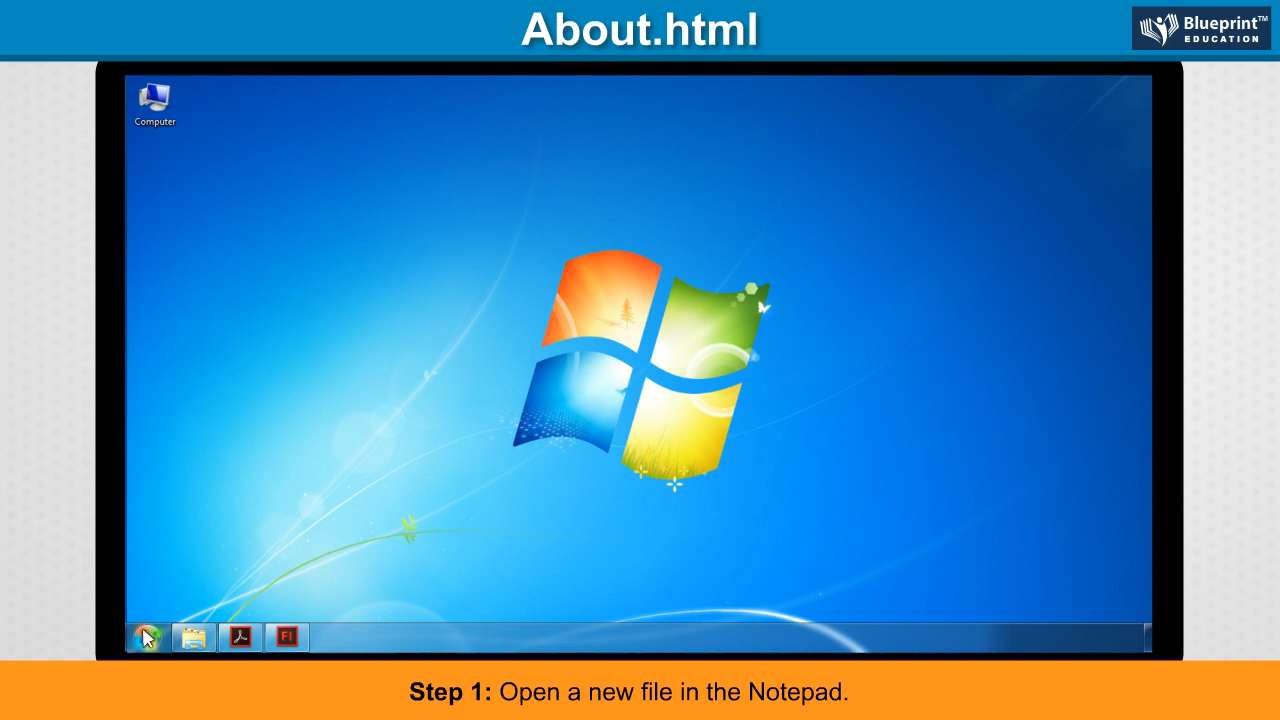 About.html
Blueprint™
EDUCATION
Computer
Fl
Step 1: Open a new file in the Notepad.